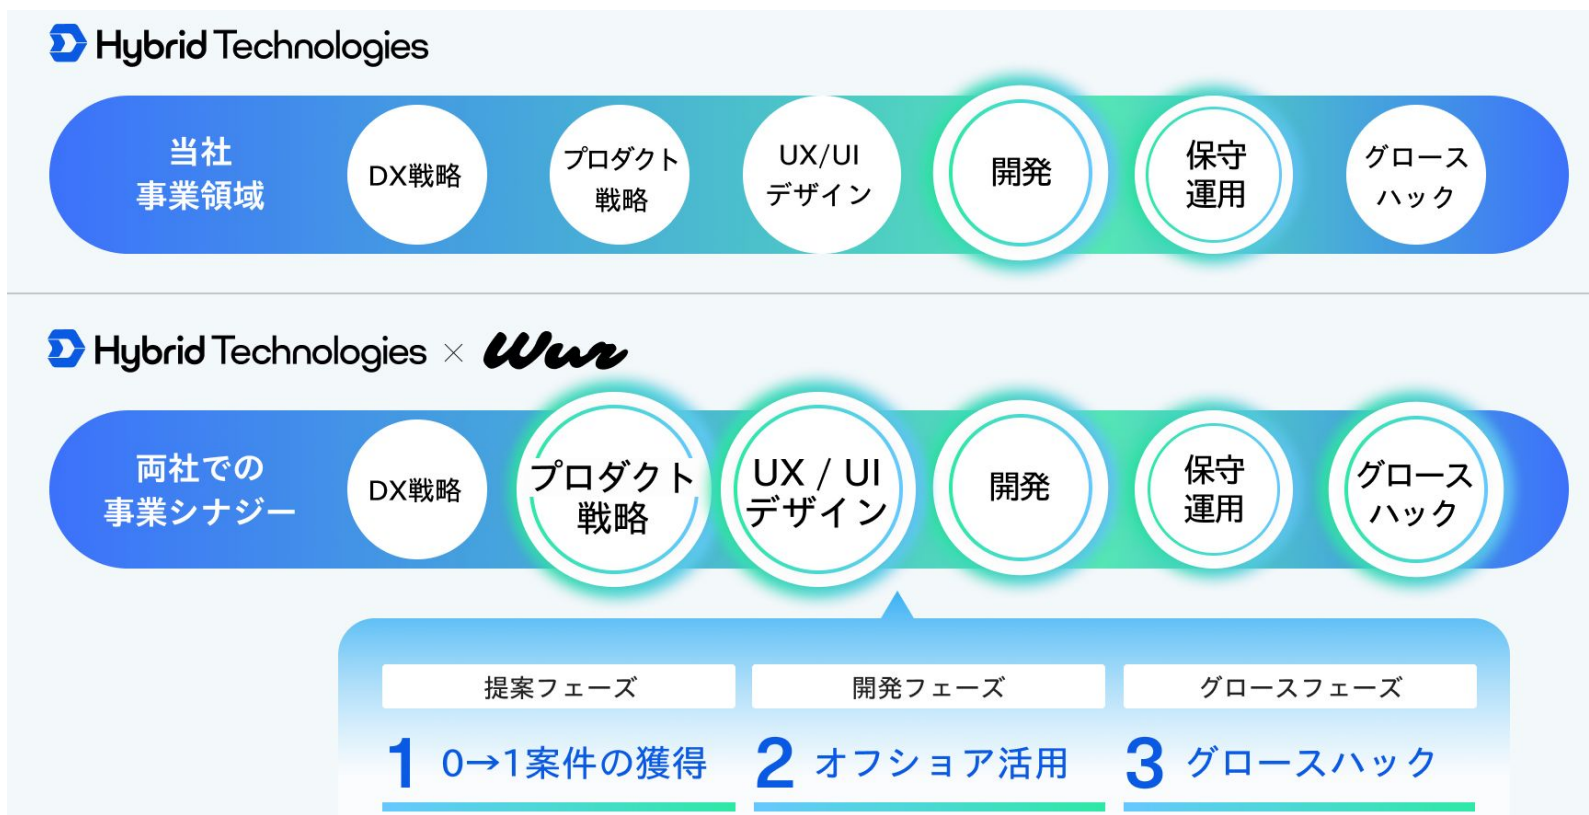 Hybrid Technologies
当社
事業領域
DX戦略
プロダクト
戦略
UX/UI
デザイン
開発
保守
運用
グロース
ハック
Hybrid Technologies × Wur
両社での
事業シナジー
DX戦略
プロダクト
戦略
UX / UI
デザイン
開発
保守
運用
グロース
ハック
提案フェーズ
1 0→1案件の獲得
開発フェーズ
2 オフショア活用
グロースフェーズ
3 グロースハック